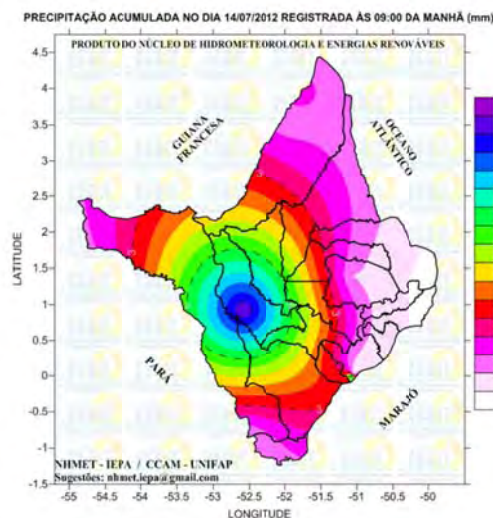 PRECIPITAÇÃO ACUMULADA NO DIA 14/07/2012 REGISTRADA ÀS 09:00 DA MANHÃ (mm)
PRODUTO DO NÚCLEO DE HIDROMETEOROLOGIA E ENERGIAS RENOVÁVEIS
GUIANA
FRANCESA
OCEANO
ATLÂNTICO
PARÁ
MARAJÓ
NHMET - IEPA / CCAM - UNIFAP
Sugestões: nhmet.iepa@gmail.com
LATITUDE
4.5
4
3.5
3
2.5
2
1.5
1
0.5
0
-0.5
-1
-1.5
-55
-54.5
-54
-53.5
-53
-52.5
-52
-51.5
-51
-50.5
-50
LONGITUDE